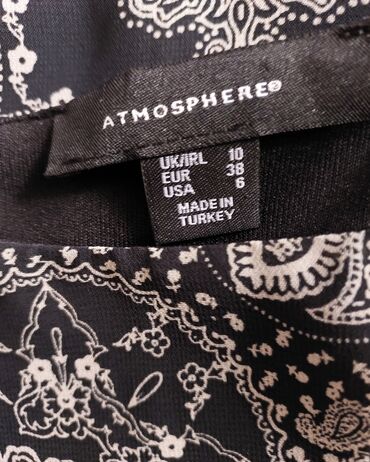 ATMOSPHERE®
UK/IRL 10
EUR 38
USA 6
MADE IN
TURKEY